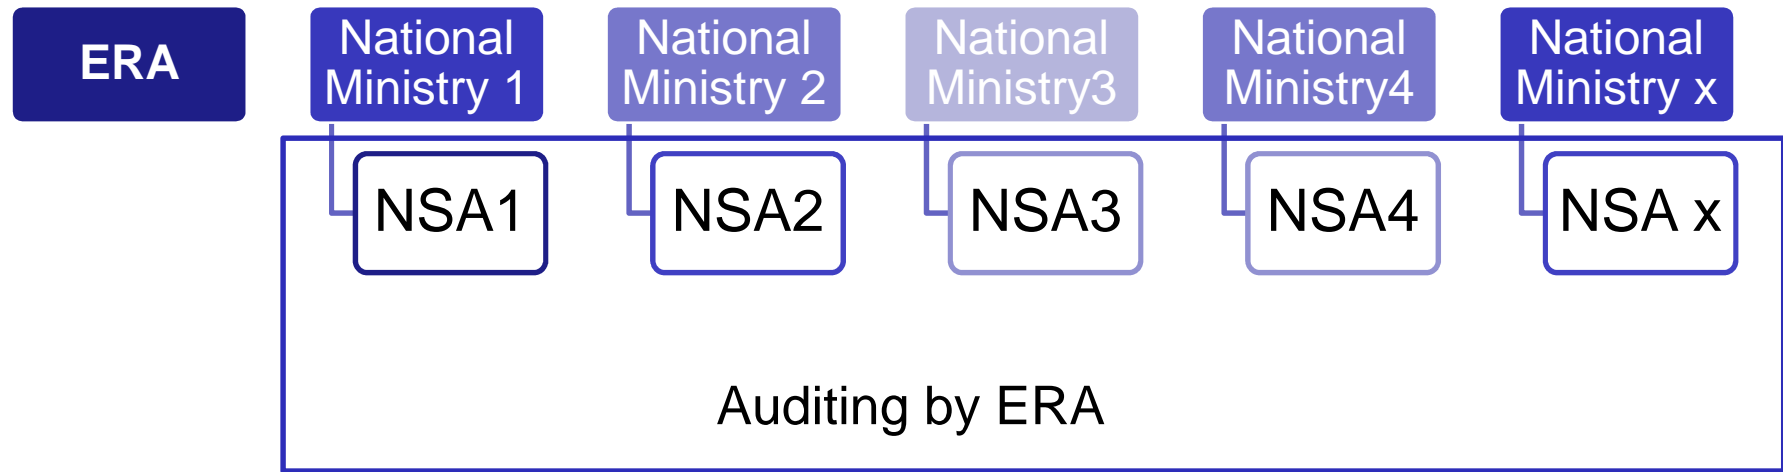 ERA
National
Ministry 1
National
Ministry 2
National
Ministry3
National
Ministry4
National
Ministry x
NSA1
NSA2
NSA3
NSA4
NSA x
Auditing by ERA